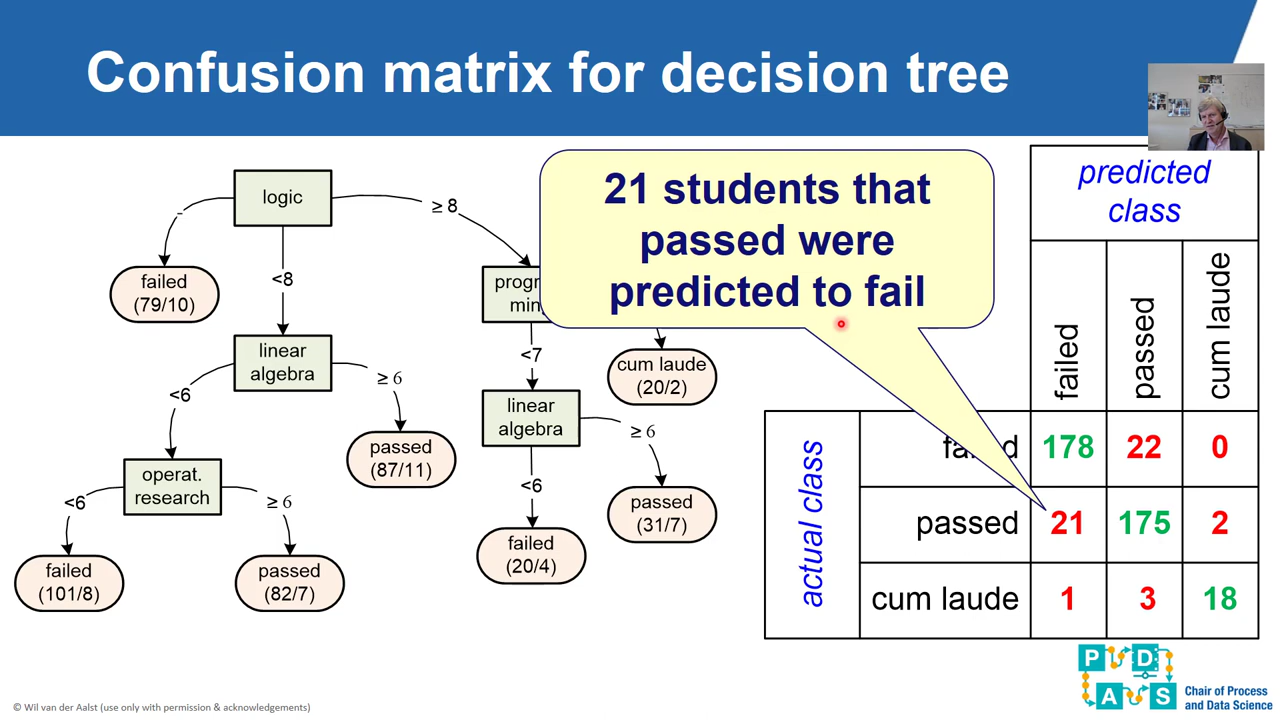 Confusion matrix for decision tree
logic
-
≥ 8
<8
failed
(79/10)
linear
algebra
<6
≥ 6
operat.
research
passed
(87/11)
<6
≥ 6
failed
(101/8)
passed
(82/7)
<7
cum laude
(20/2)
linear
algebra
≥ 6
<6
passed
(31/7)
failed
(20/4)
21 students that
passed were
predicted to fail
predicted
class
failed
passed
cum laude
actual class
178 22 0
passed 21 175 2
cum laude 1 3 18
P D
A S
Chair of Process
and Data Science
© Wil van der Aalst (use only with permission & acknowledgements)